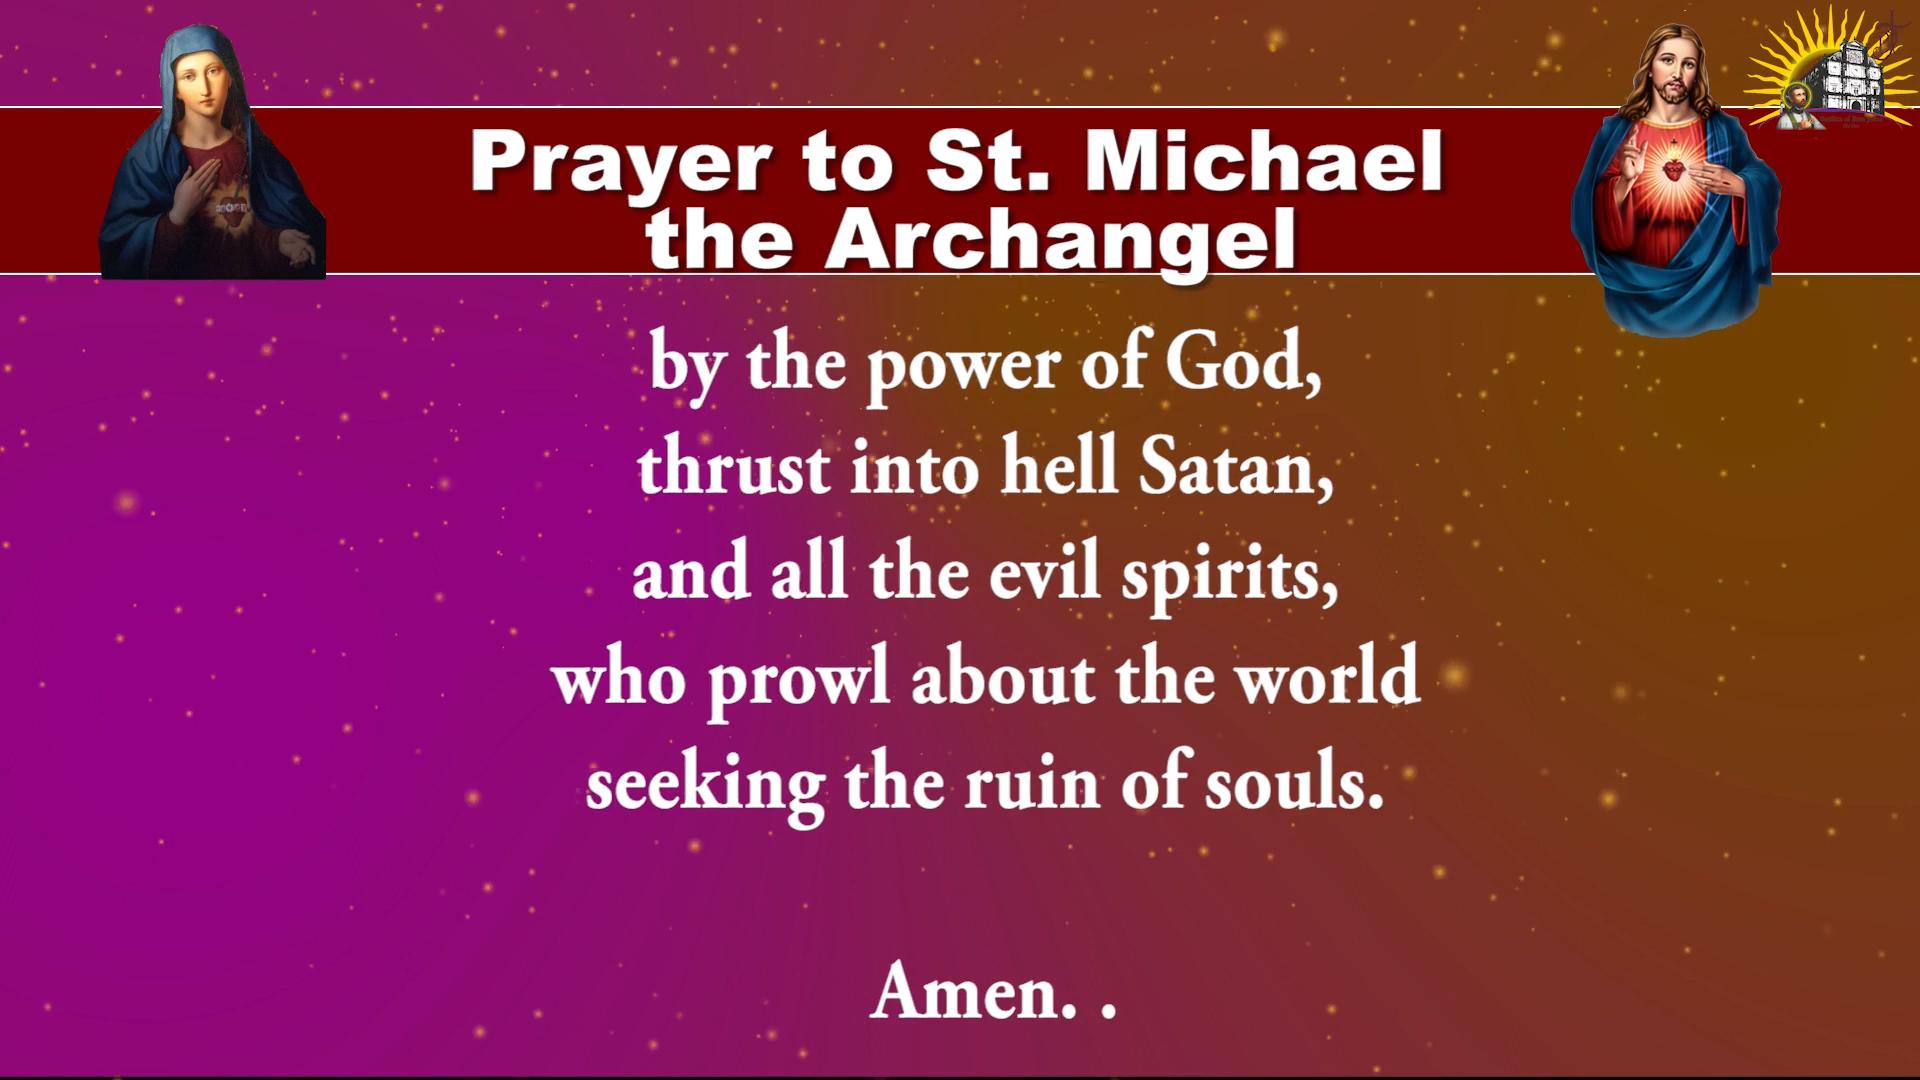 Prayer to St. Michael
the Archangel
by the power of God,
thrust into hell Satan,
and all the evil spirits,
who prowl about the world
seeking the ruin of souls.
Amen. .